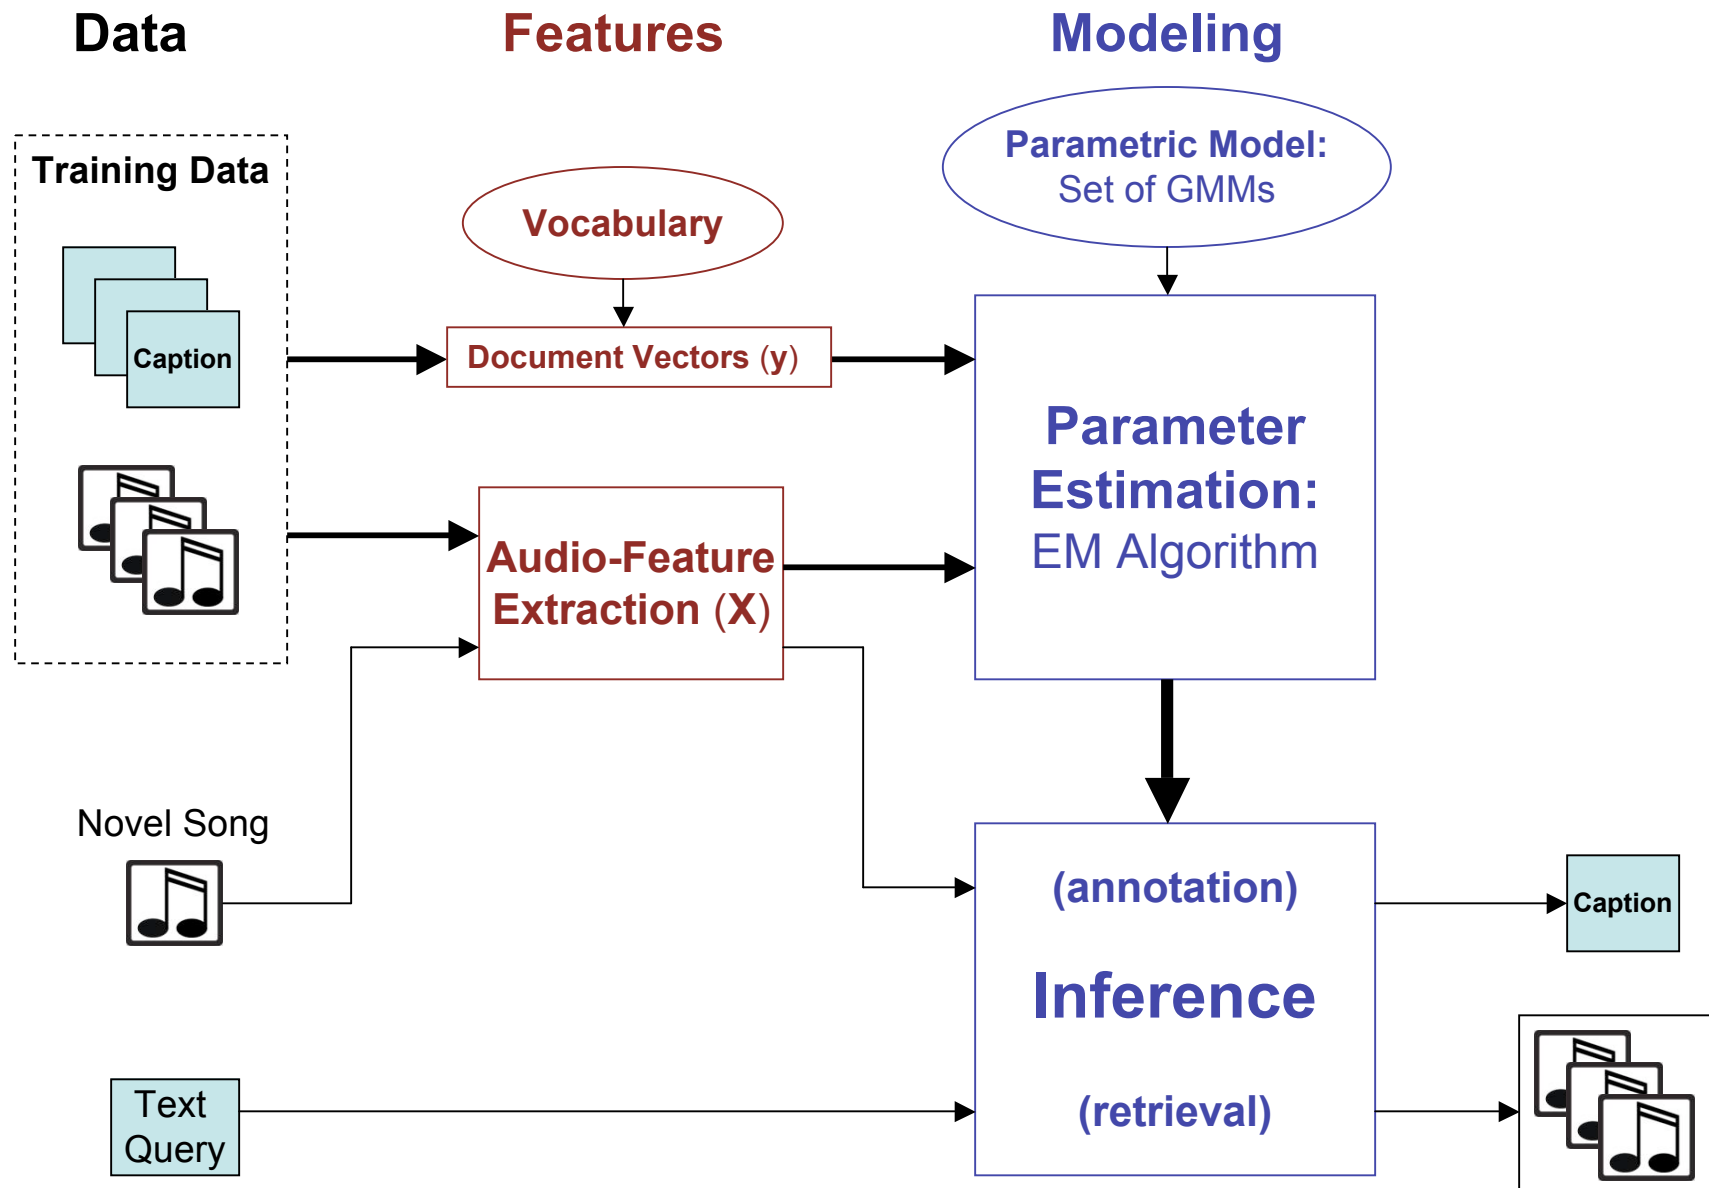 Data
Features
Modeling
Training Data
Caption
Vocabulary
Document Vectors (y)
Audio-Feature
Extraction (X)
Parametric Model:
Set of GMMs
Parameter
Estimation:
EM Algorithm
Novel Song
Text
Query
(annotation)
Inference
(retrieval)
Caption